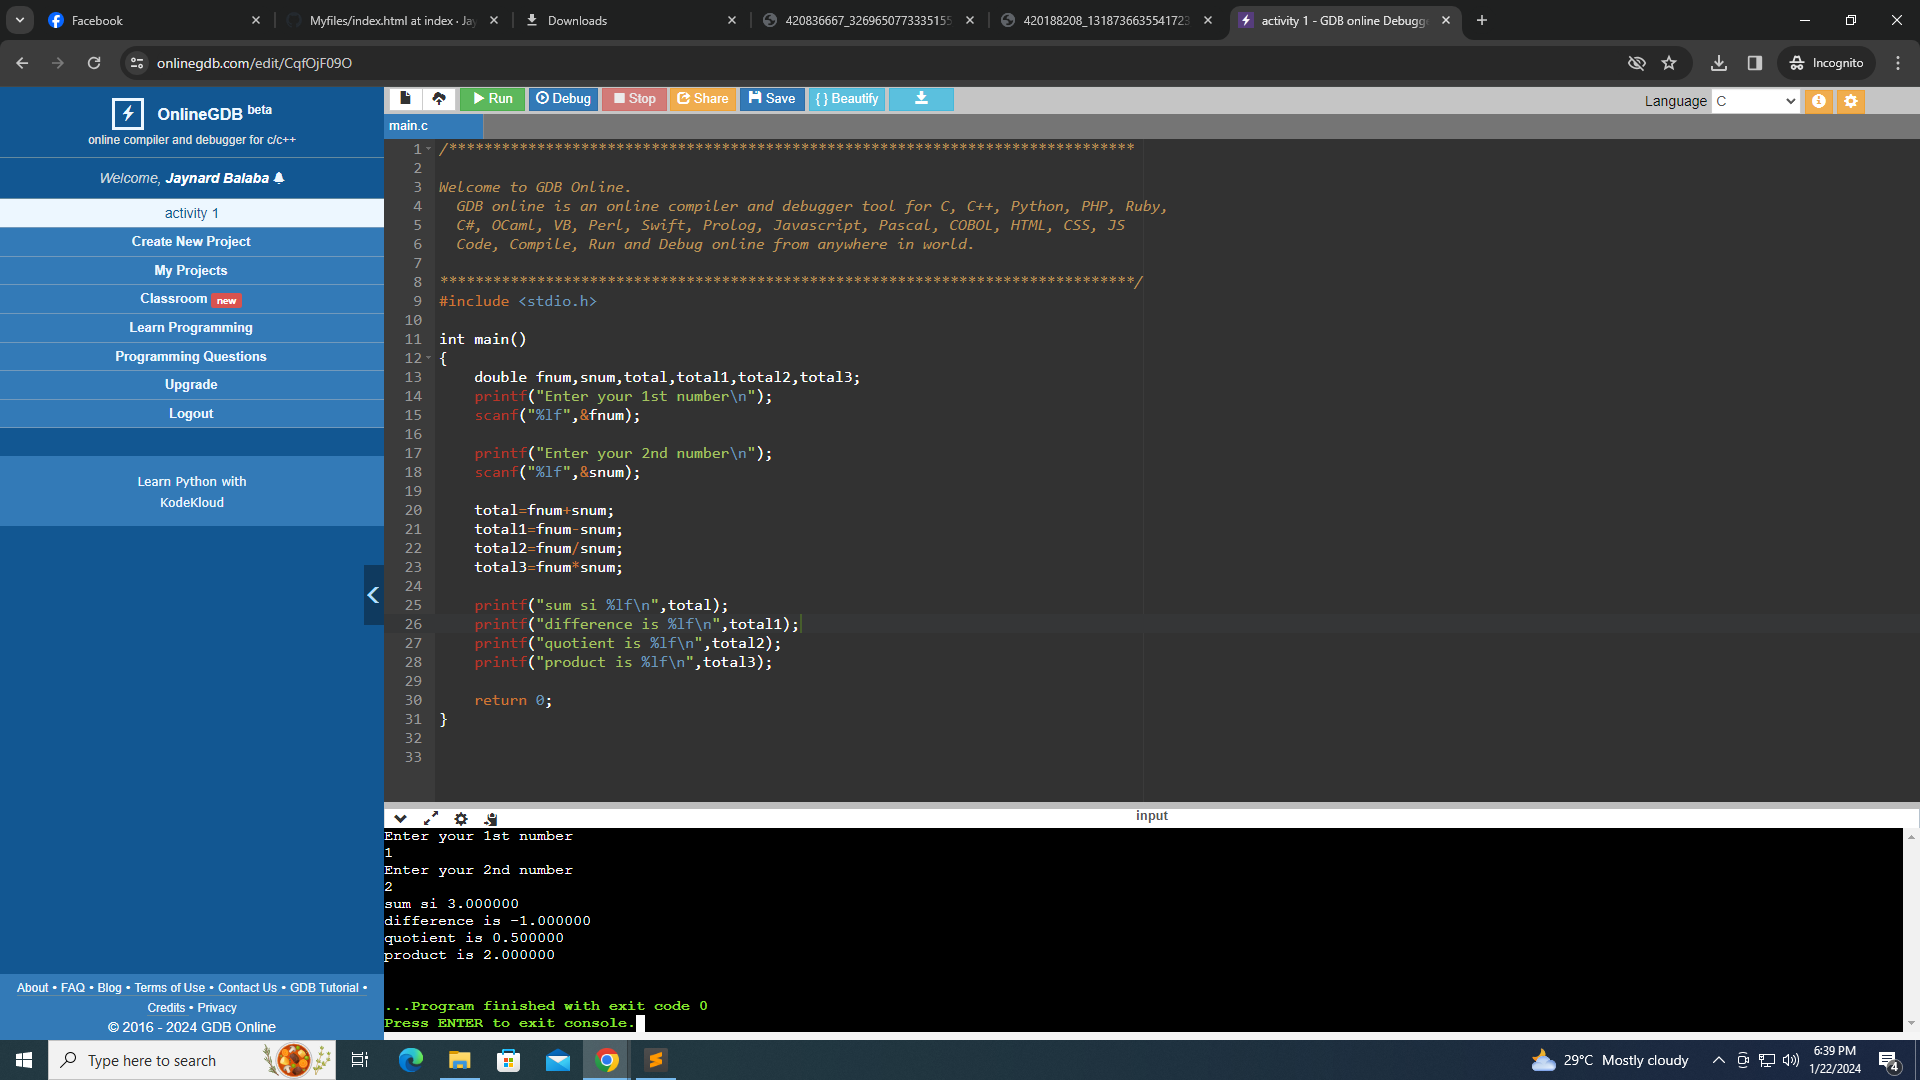 Facebook
Myfiles/index.html at index · Jay
Downloads
420836667_3269650773335155
420188208_1318736635541723
activity 1 - GDB online Debugge
onlinegdb.com/edit/CqfOjF09O
Incognito
OnlineGDB beta
online compiler and debugger for c/c++
Welcome, Jaynard Balaba
activity 1
Create New Project
My Projects
Classroom new
Learn Programming
Programming Questions
Upgrade
Logout
Learn Python with
KodeKloud
About • FAQ • Blog • Terms of Use • Contact Us • GDB Tutorial •
Credits • Privacy
© 2016 - 2024 GDB Online
Run Debug Stop Share Save { } Beautify
Language C
main.c
1 /******************************************************************************
2
3 Welcome to GDB Online.
4 GDB online is an online compiler and debugger tool for C, C++, Python, PHP, Ruby,
5 C#, OCaml, VB, Perl, Swift, Prolog, Javascript, Pascal, COBOL, HTML, CSS, JS
6 Code, Compile, Run and Debug online from anywhere in world.
7
8 *******************************************************************************/
9 #include <stdio.h>
10
11 int main()
12 {
13 double fnum,snum,total,total1,total2,total3;
14 printf("Enter your 1st number\n");
15 scanf("%lf",&fnum);
16
17 printf("Enter your 2nd number\n");
18 scanf("%lf",&snum);
19
20 total=fnum+snum;
21 total1=fnum-snum;
22 total2=fnum/snum;
23 total3=fnum*snum;
24
25 printf("sum si %lf\n",total);
26 printf("difference is %lf\n",total1);
27 printf("quotient is %lf\n",total2);
28 printf("product is %lf\n",total3);
29
30 return 0;
31 }
32
33
input
Enter your 1st number
1
Enter your 2nd number
2
sum si 3.000000
difference is -1.000000
quotient is 0.500000
product is 2.000000
...Program finished with exit code 0
Press ENTER to exit console.
Type here to search
29°C Mostly cloudy
6:39 PM
1/22/2024
4